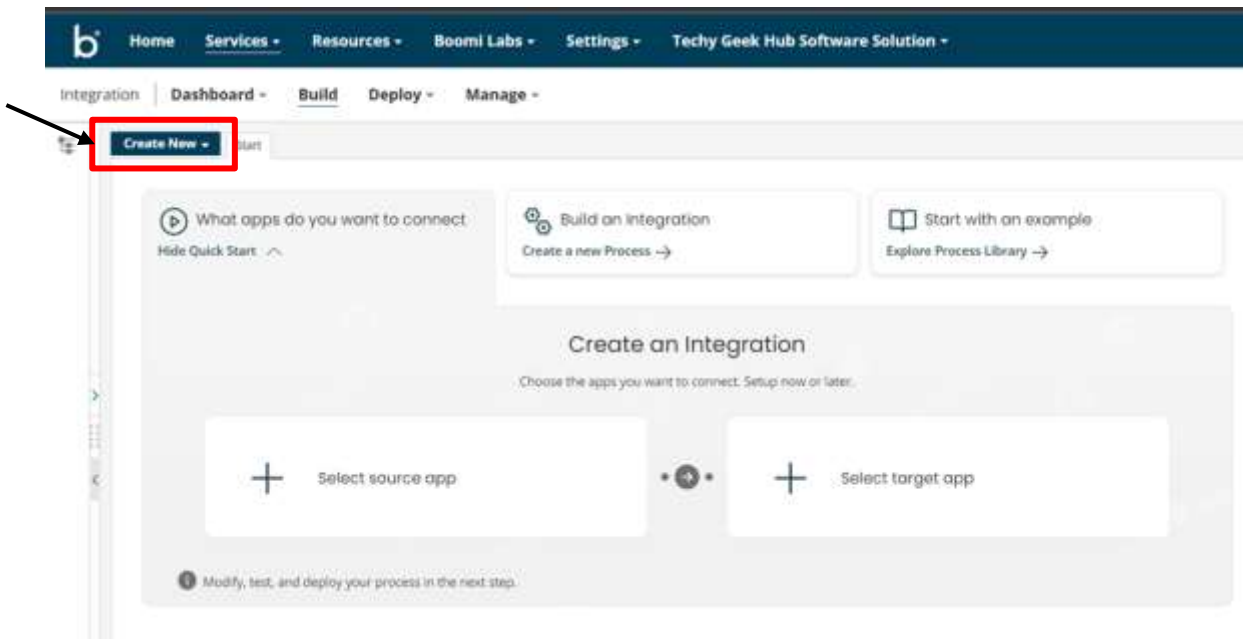 b Home Services Resources Boomi Labs Settings Techy Geek Hub Software Solution
Integration Dashboard Build Deploy Manage
Create New Start
What apps do you want to connect
Hide Quick Start
Build an Integration
Create a new Process →
Start with an example
Explore Process Library →
Create an Integration
Choose the apps you want to connect. Setup now or later.
Select source app
Select target app
Modify, test, and deploy your process in the next step.